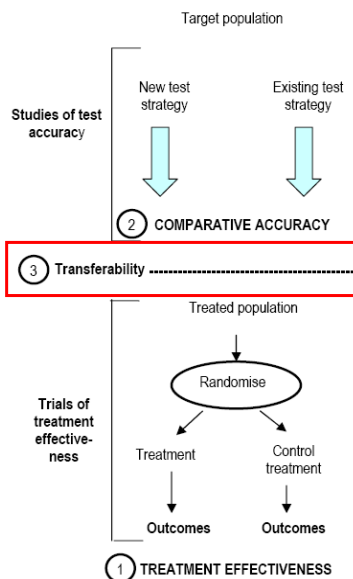 Target population
New test
strategy
Existing test
strategy
Studies of test
accuracy
2 COMPARATIVE ACCURACY
3 Transferability
Treated population
Randomise
Trials of
treatment
effective-
ness
Treatment
Control
treatment
Outcomes
Outcomes
1 TREATMENT EFFECTIVENESS